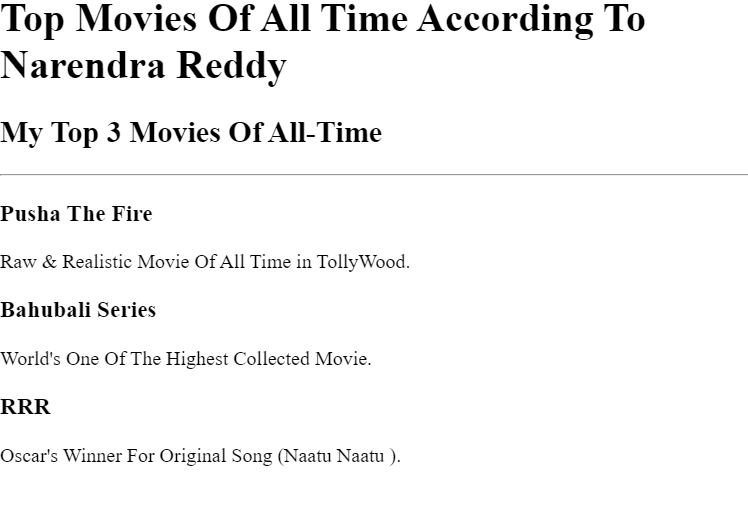 Top Movies Of All Time According To
Narendra Reddy
My Top 3 Movies Of All-Time
Pusha The Fire
Raw & Realistic Movie Of All Time in TollyWood.
Bahubali Series
World's One Of The Highest Collected Movie.
RRR
Oscar's Winner For Original Song (Naatu Naatu ).